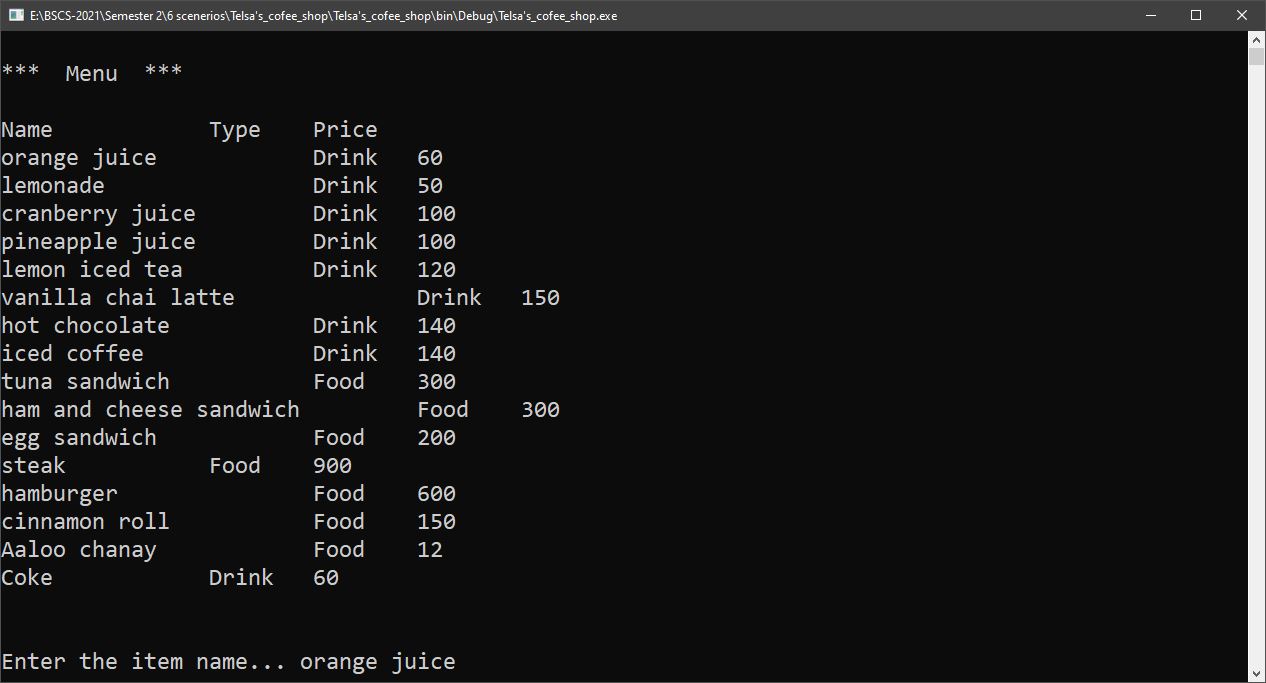 E:\BSCS-2021\Semester 2\6 scenerios\Telsa's_cofee_shop\Telsa's_cofee_shop\bin\Debug\Telsa's_cofee_shop.exe
*** Menu ***
Name Type Price
orange juice Drink 60
lemonade Drink 50
cranberry juice Drink 100
pineapple juice Drink 100
lemon iced tea Drink 120
vanilla chai latte Drink 150
hot chocolate Drink 140
iced coffee Drink 140
tuna sandwich Food 300
ham and cheese sandwich Food 300
egg sandwich Food 200
steak Food 900
hamburger Food 600
cinnamon roll Food 150
Aaloo chanay Food 12
Coke Drink 60
Enter the item name... orange juice